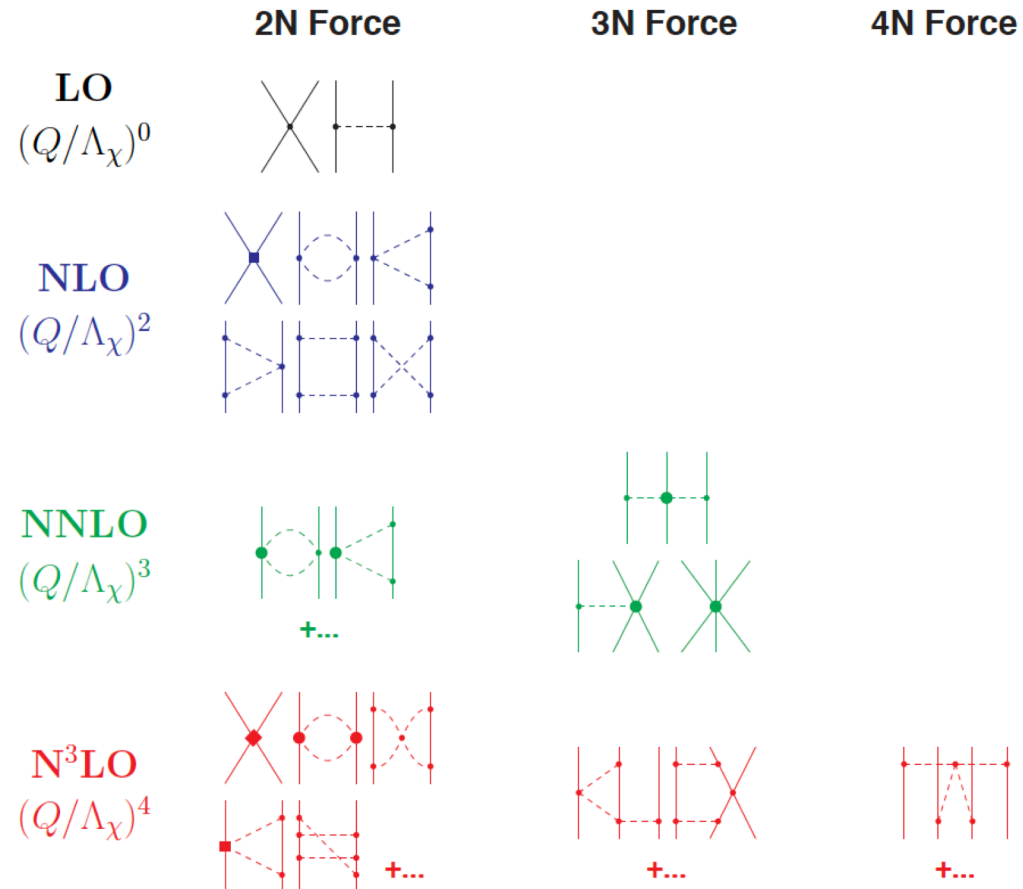 2N Force 3N Force 4N Force
LO
(Q/Λχ)⁰
NLO
(Q/Λχ)²
NNLO
(Q/Λχ)³
+...
N³LO
(Q/Λχ)⁴
+... +... +...